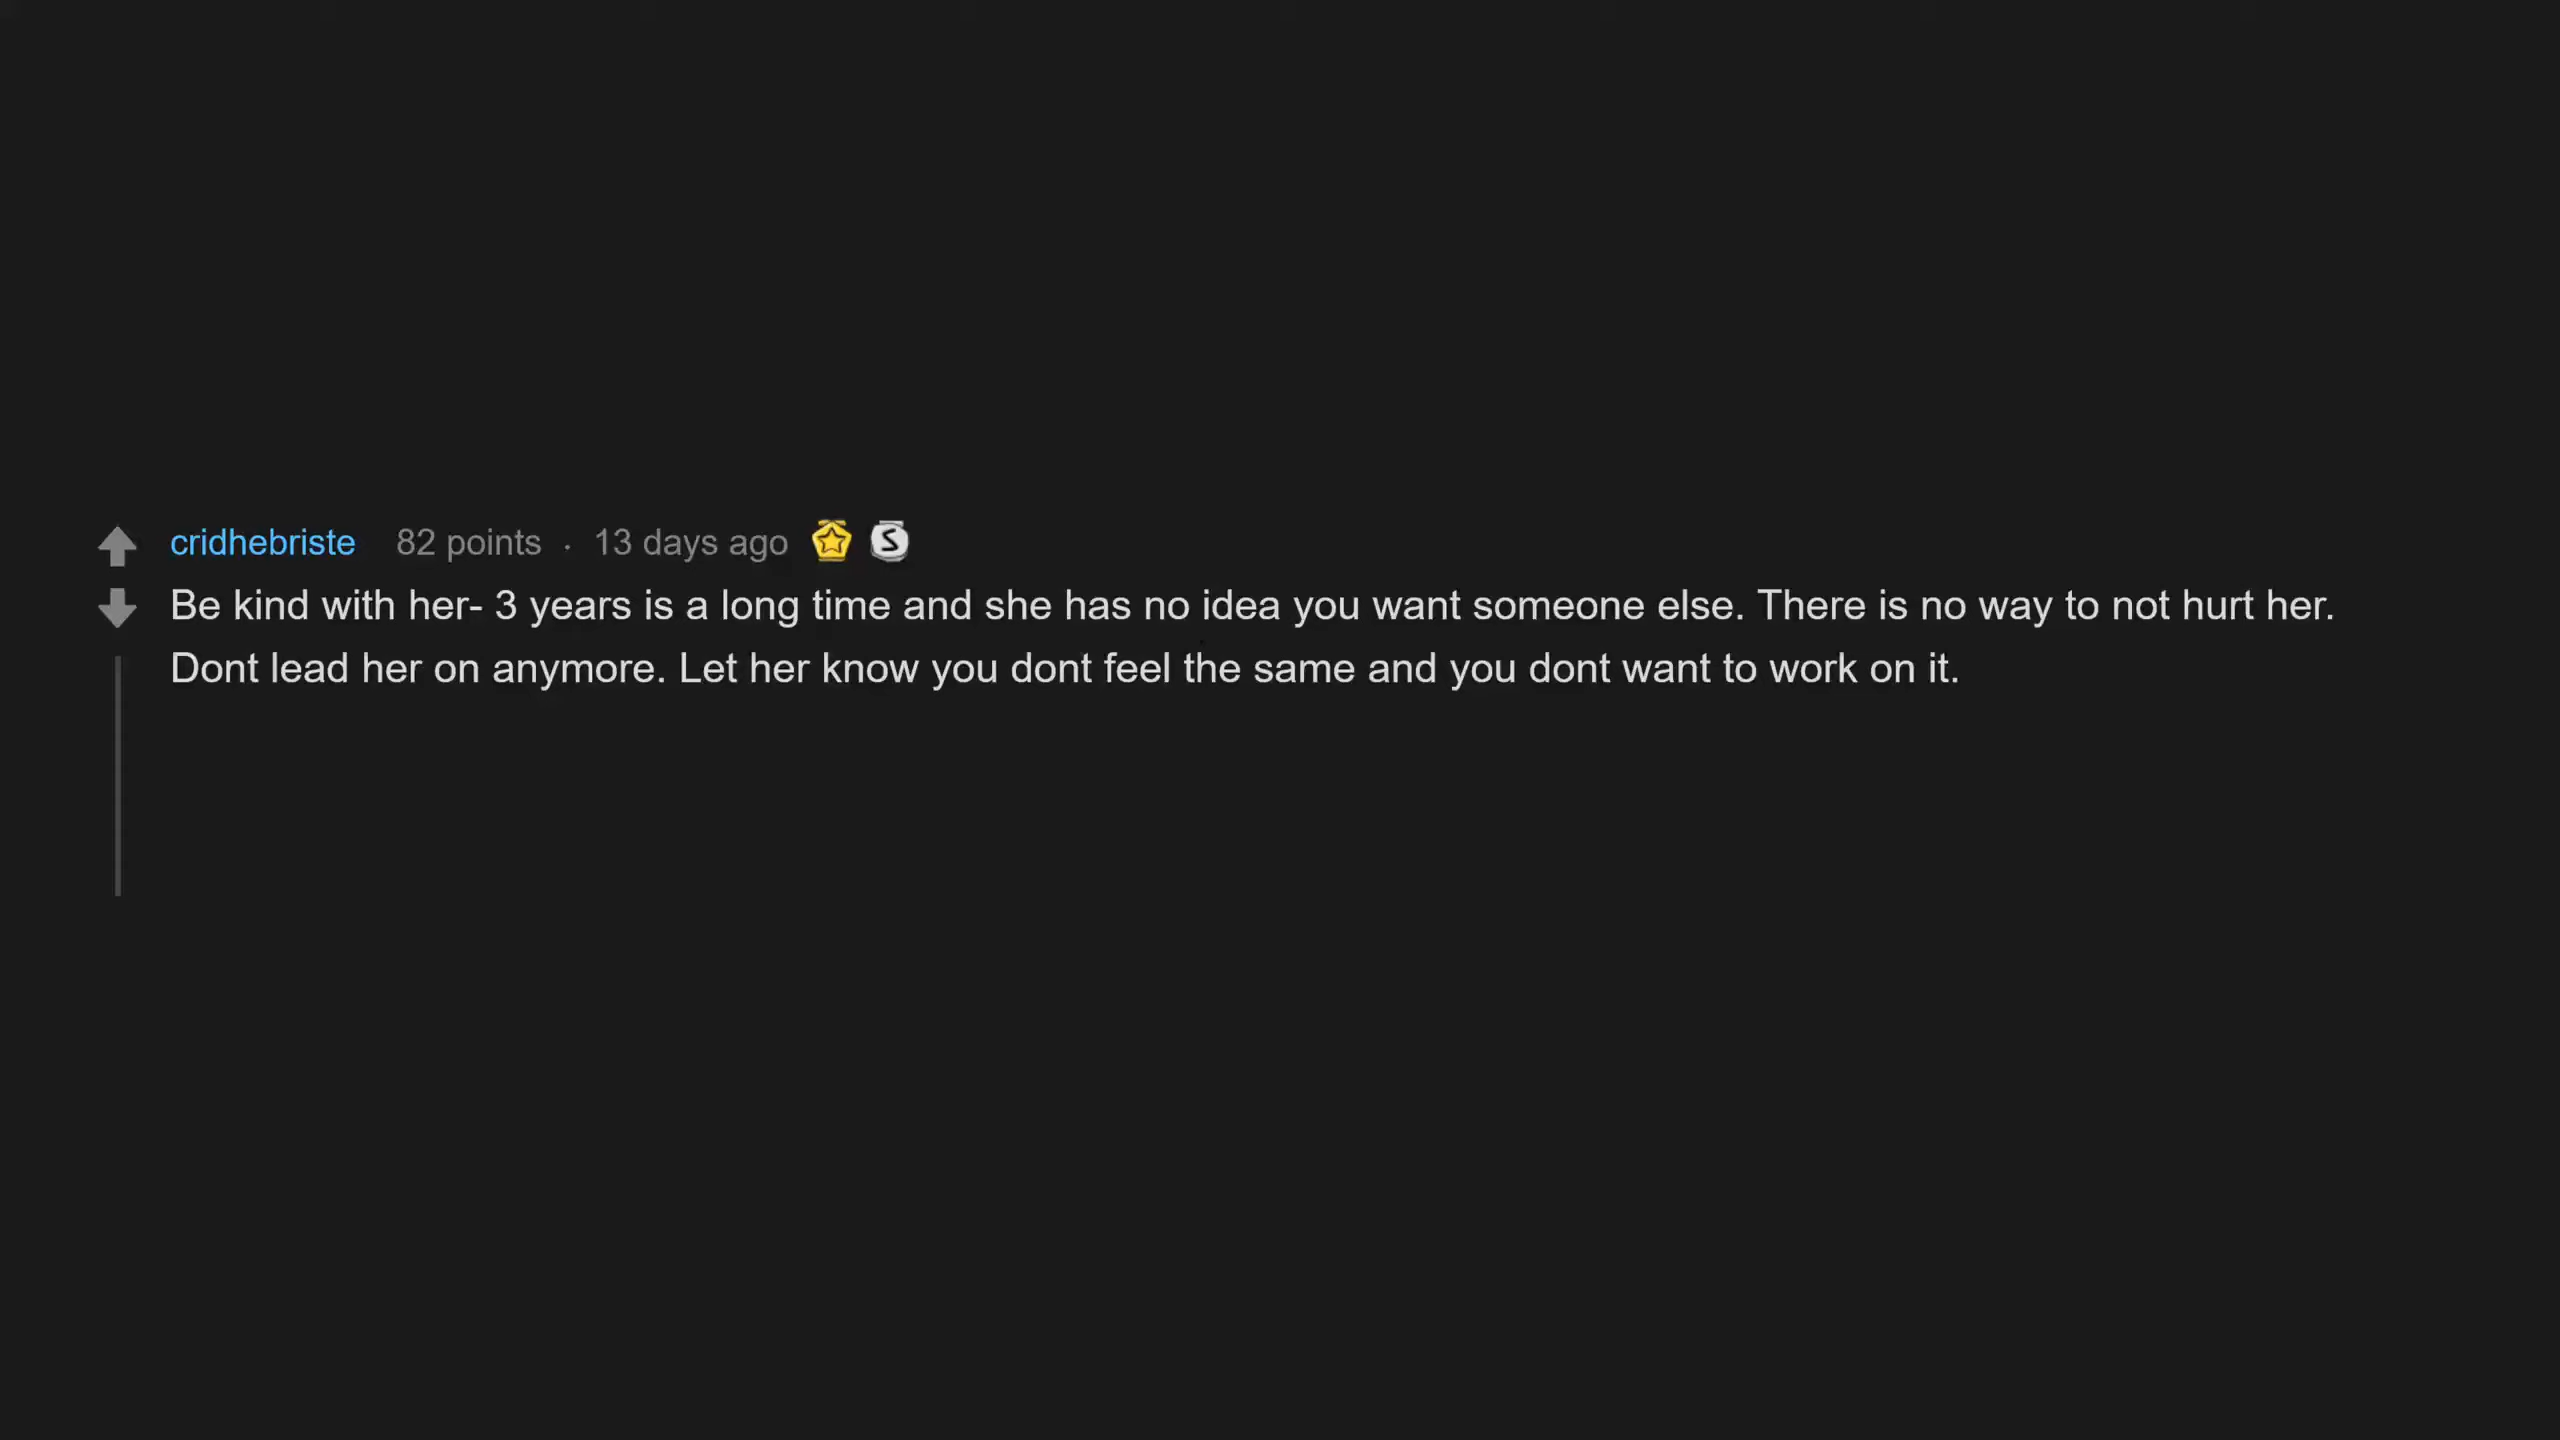 cridhebriste 82 points · 13 days ago S
Be kind with her- 3 years is a long time and she has no idea you want someone else. There is no way to not hurt her.
Dont lead her on anymore. Let her know you dont feel the same and you dont want to work on it.